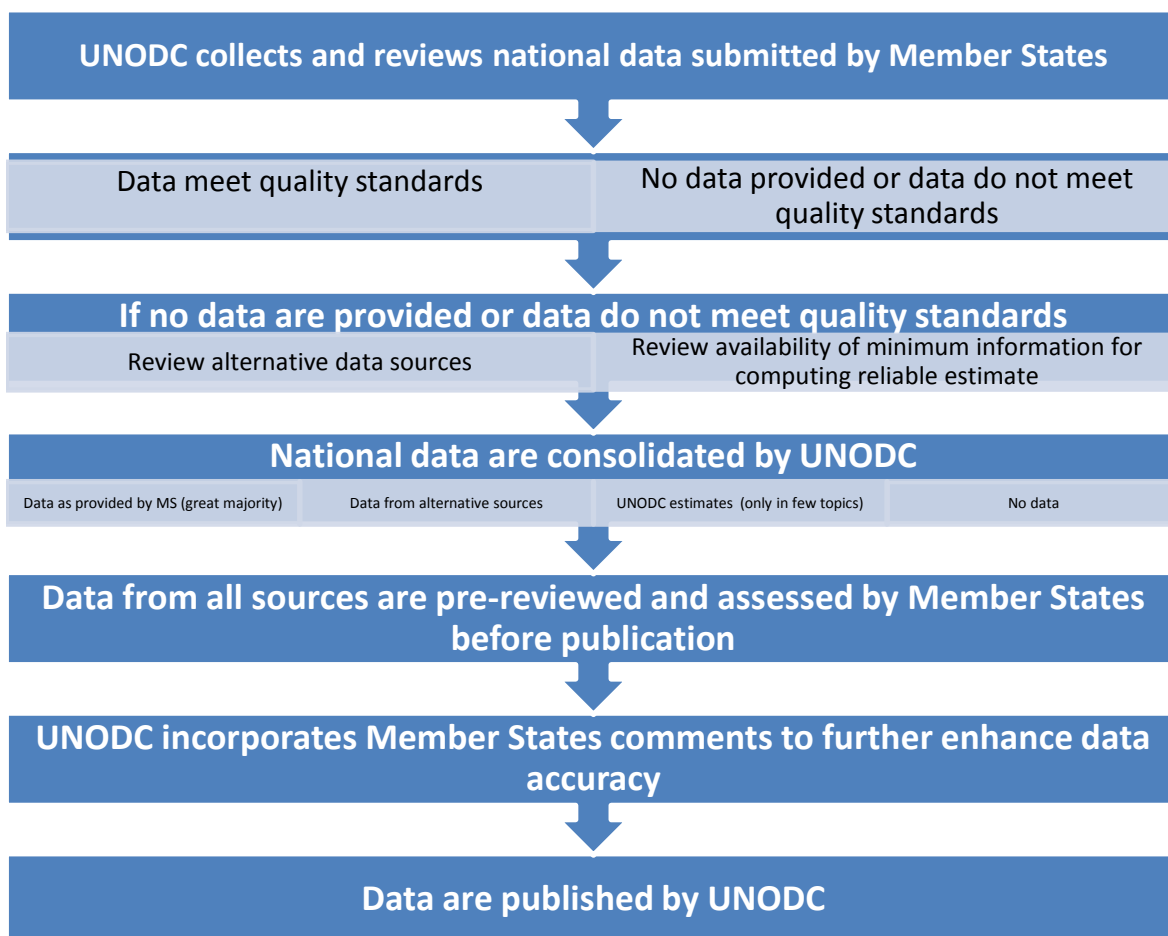 UNODC collects and reviews national data submitted by Member States
Data meet quality standards
No data provided or data do not meet
quality standards
If no data are provided or data do not meet quality standards
Review alternative data sources
Review availability of minimum information for
computing reliable estimate
National data are consolidated by UNODC
Data as provided by MS (great majority)
Data from alternative sources
UNODC estimates (only in few topics)
No data
Data from all sources are pre-reviewed and assessed by Member States
before publication
UNODC incorporates Member States comments to further enhance data
accuracy
Data are published by UNODC